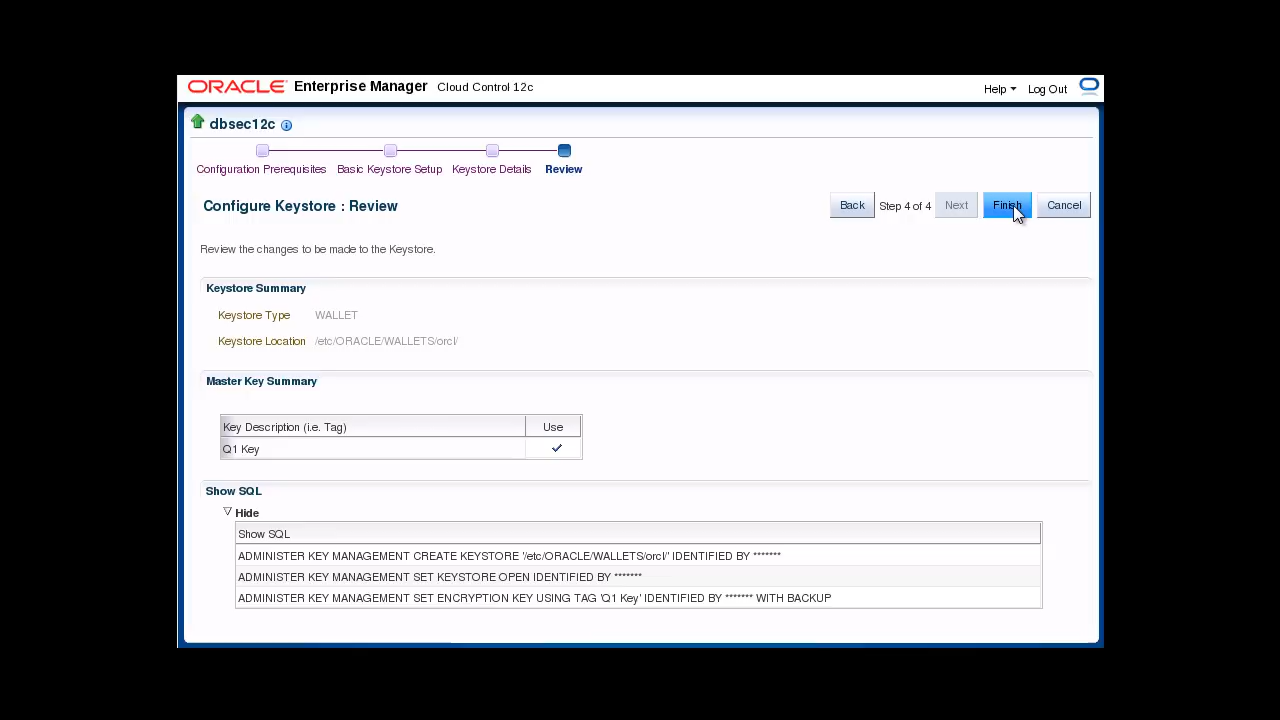 ORACLE Enterprise Manager Cloud Control 12c
Help Log Out
dbsec12c
Configuration Prerequisites Basic Keystore Setup Keystore Details Review
Configure Keystore : Review
Back Step 4 of 4 Next Finish Cancel
Review the changes to be made to the Keystore.
Keystore Summary
Keystore Type WALLET
Keystore Location /etc/ORACLE/WALLETS/orcl/
Master Key Summary
Key Description (i.e. Tag) Use
Q1 Key
Show SQL
Hide
Show SQL
ADMINISTER KEY MANAGEMENT CREATE KEYSTORE '/etc/ORACLE/WALLETS/orcl/' IDENTIFIED BY *******
ADMINISTER KEY MANAGEMENT SET KEYSTORE OPEN IDENTIFIED BY *******
ADMINISTER KEY MANAGEMENT SET ENCRYPTION KEY USING TAG 'Q1 Key' IDENTIFIED BY ******* WITH BACKUP